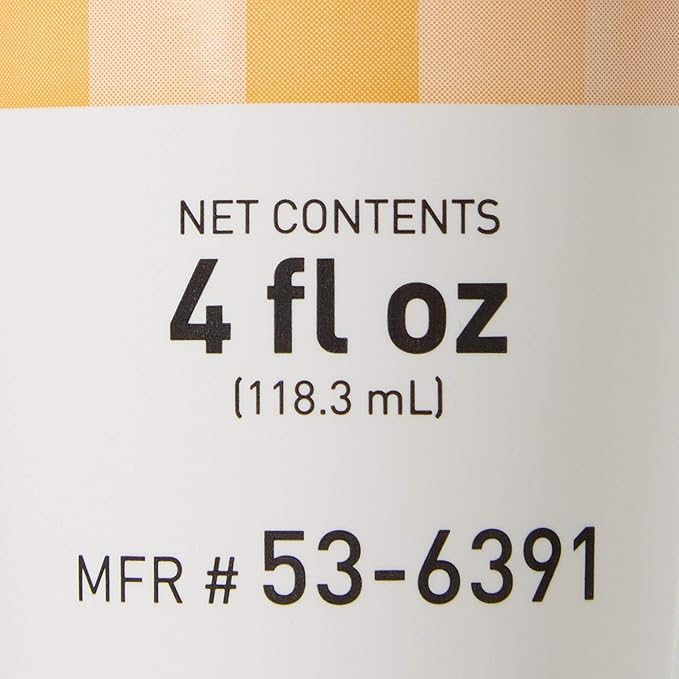 NET CONTENTS
4 fl oz
(118.3 mL)
MFR # 53-6391